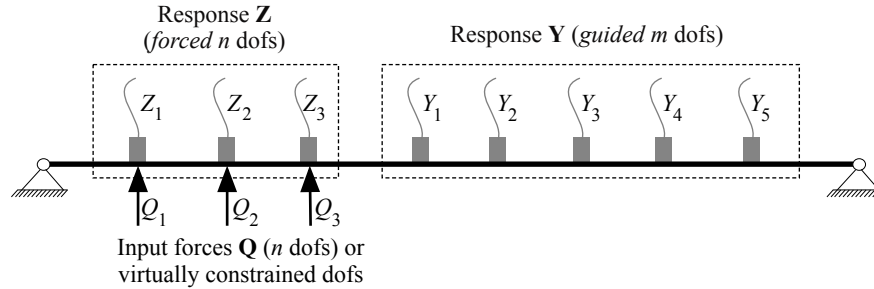 Response Z
(forced n dofs)
Response Y (guided m dofs)
Z1 Z2 Z3 Y1 Y2 Y3 Y4 Y5
Q1 Q2 Q3
Input forces Q (n dofs) or
virtually constrained dofs